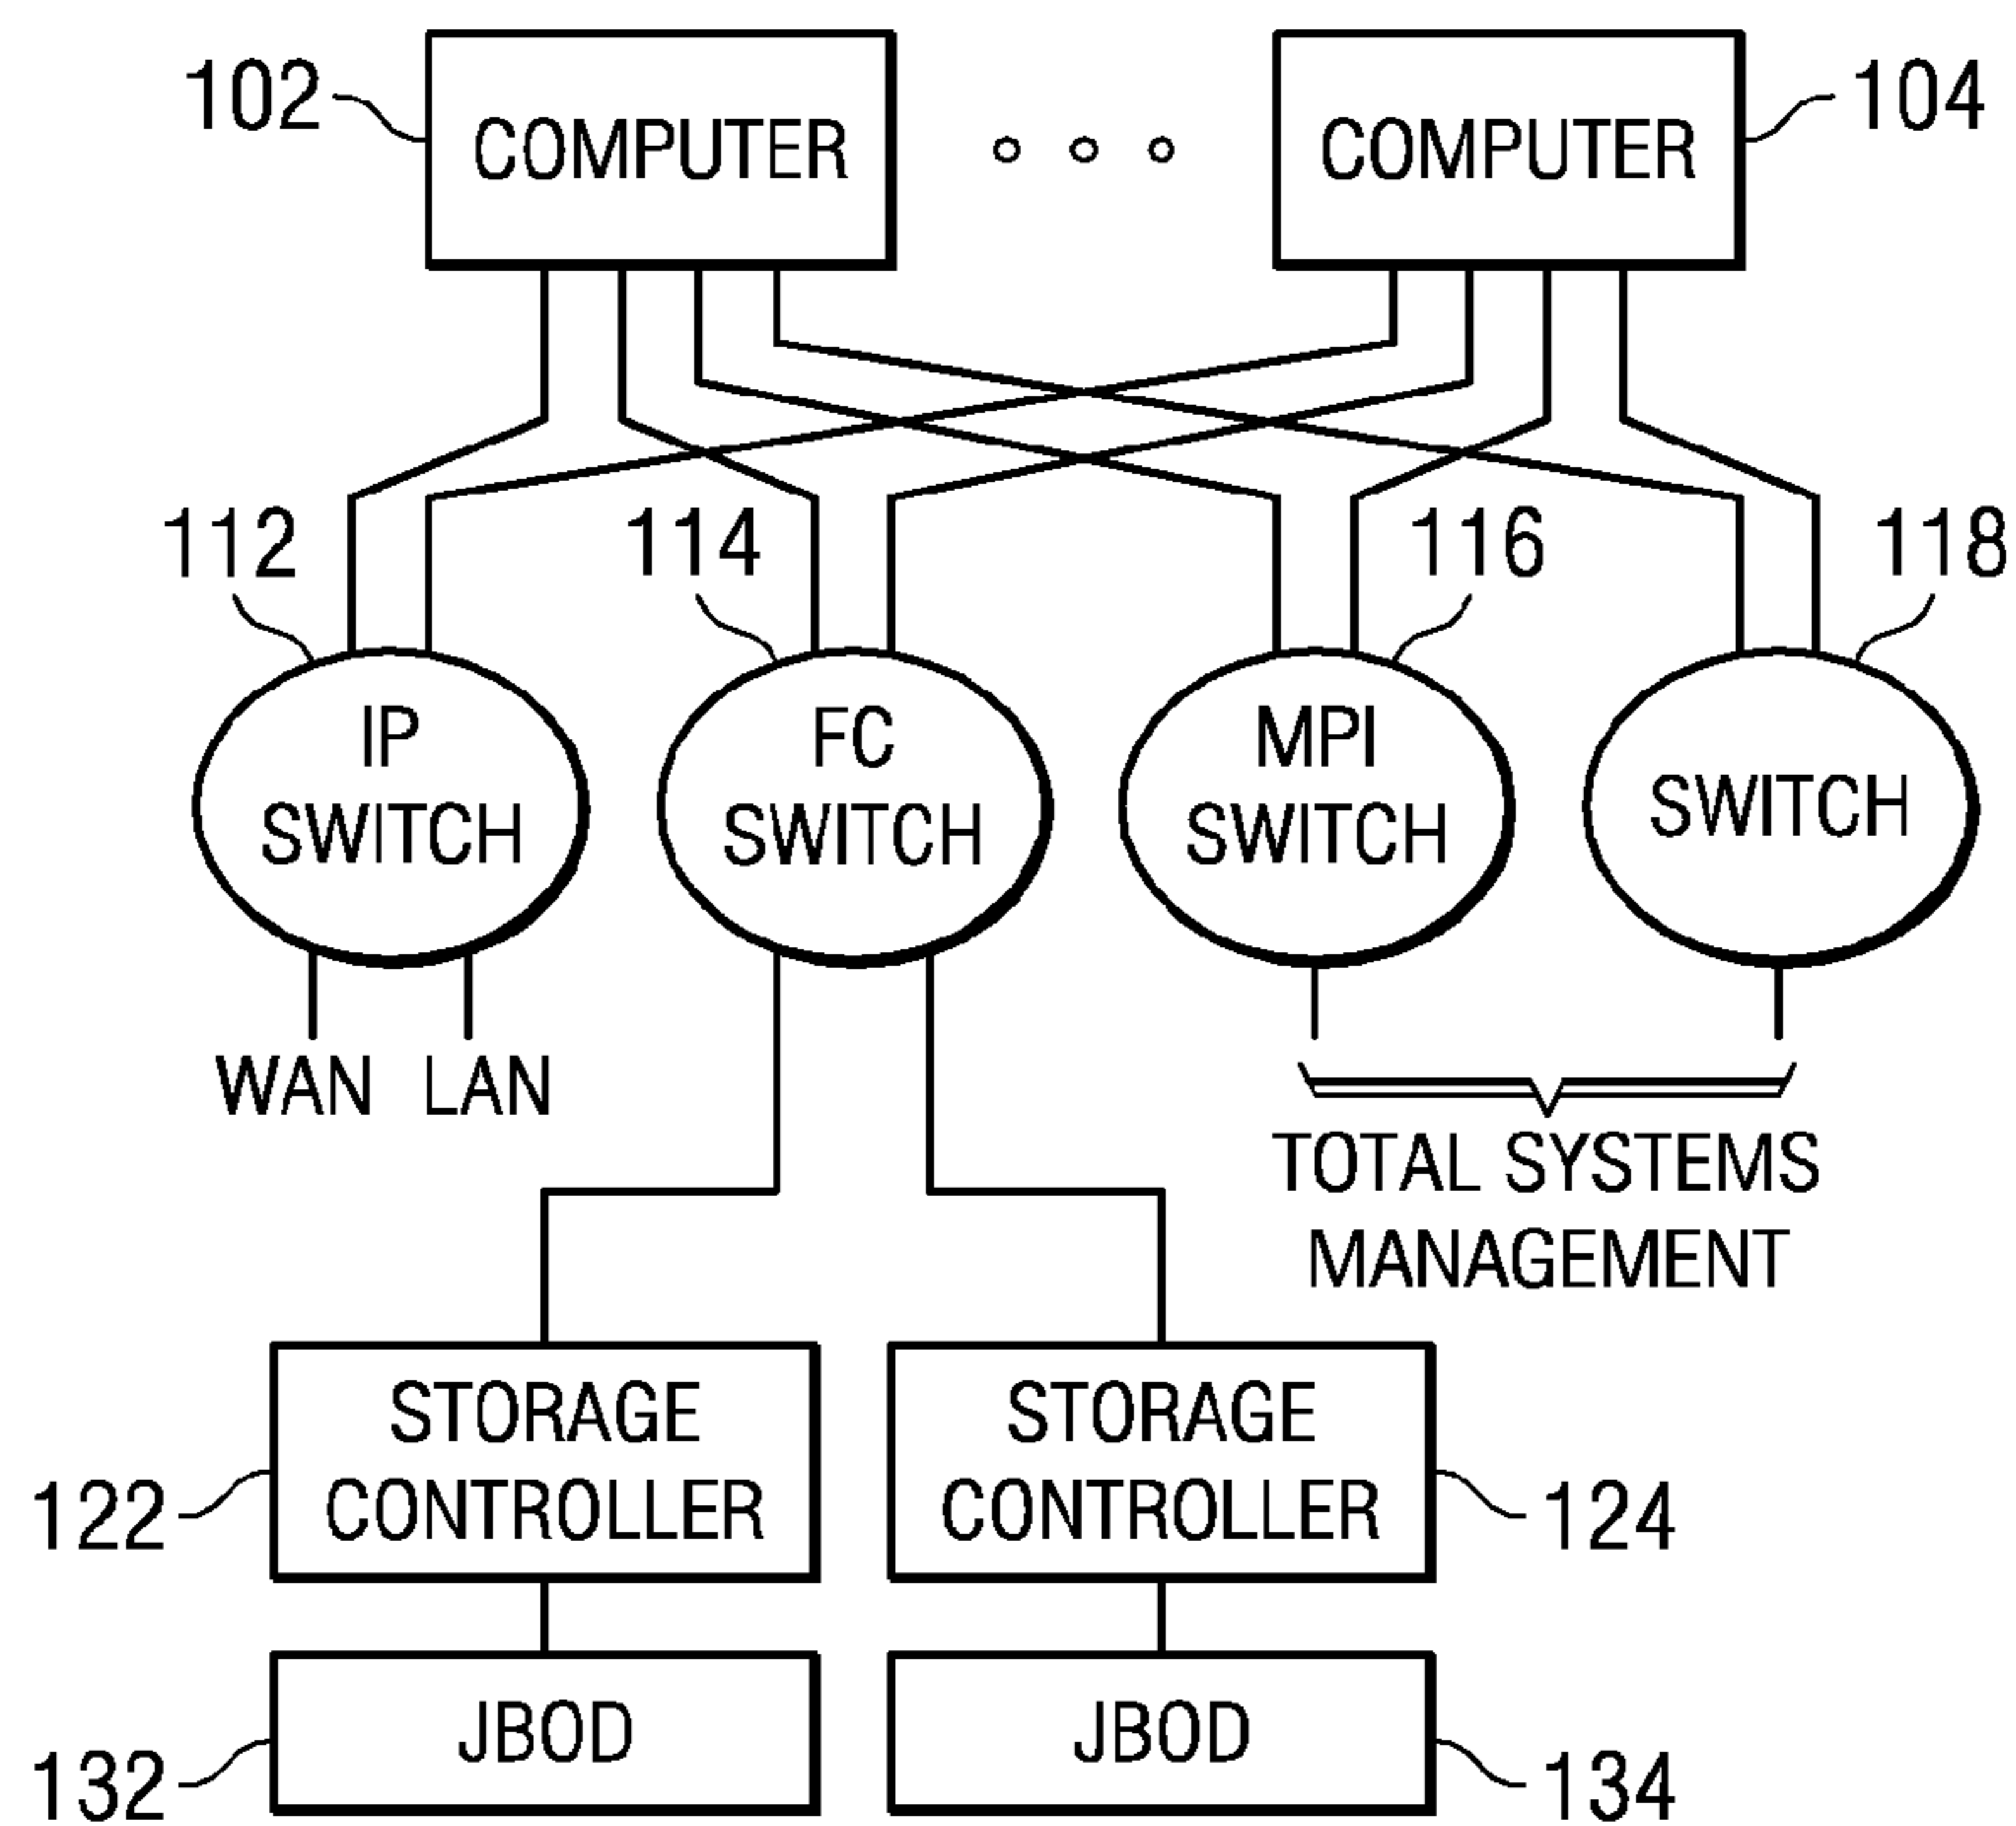 102
COMPUTER
COMPUTER
104
112
114
116
118
IP
SWITCH
FC
SWITCH
MPI
SWITCH
SWITCH
WAN
LAN
TOTAL SYSTEMS
MANAGEMENT
122
STORAGE
CONTROLLER
STORAGE
CONTROLLER
124
132
JBOD
JBOD
134